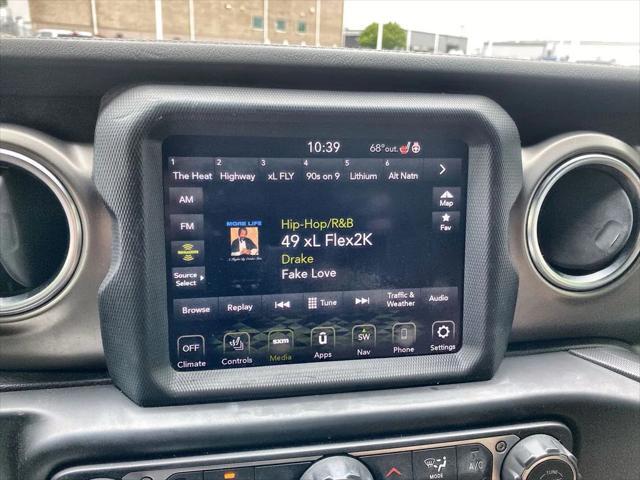 10:39 68°out.
1 2 3 4 5 6
The Heat Highway xL FLY 90s on 9 Lithium Alt Natn
AM
FM
Source Select
MORE LIFE
Hip-Hop/R&B
49 xL Flex2K
Drake
Fake Love
Map
Fav
Browse Replay Tune Traffic & Weather Audio
OFF sxm SW
Climate Controls Media Apps Nav Phone Settings
MODE A/C
TUNE